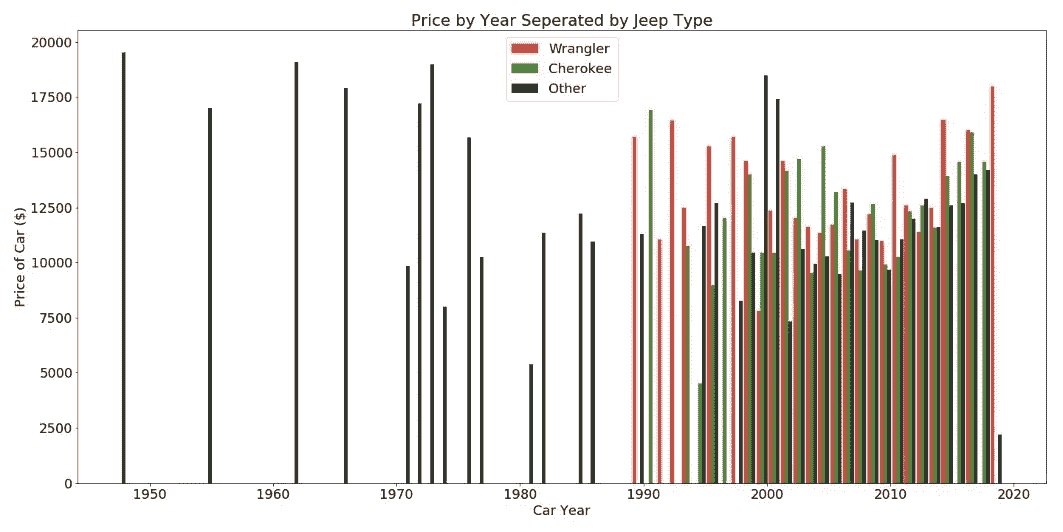 Price by Year Seperated by Jeep Type
Wrangler
Cherokee
Other
Price of Car ($)
20000
17500
15000
12500
10000
7500
5000
2500
0
1950 1960 1970 1980 1990 2000 2010 2020
Car Year